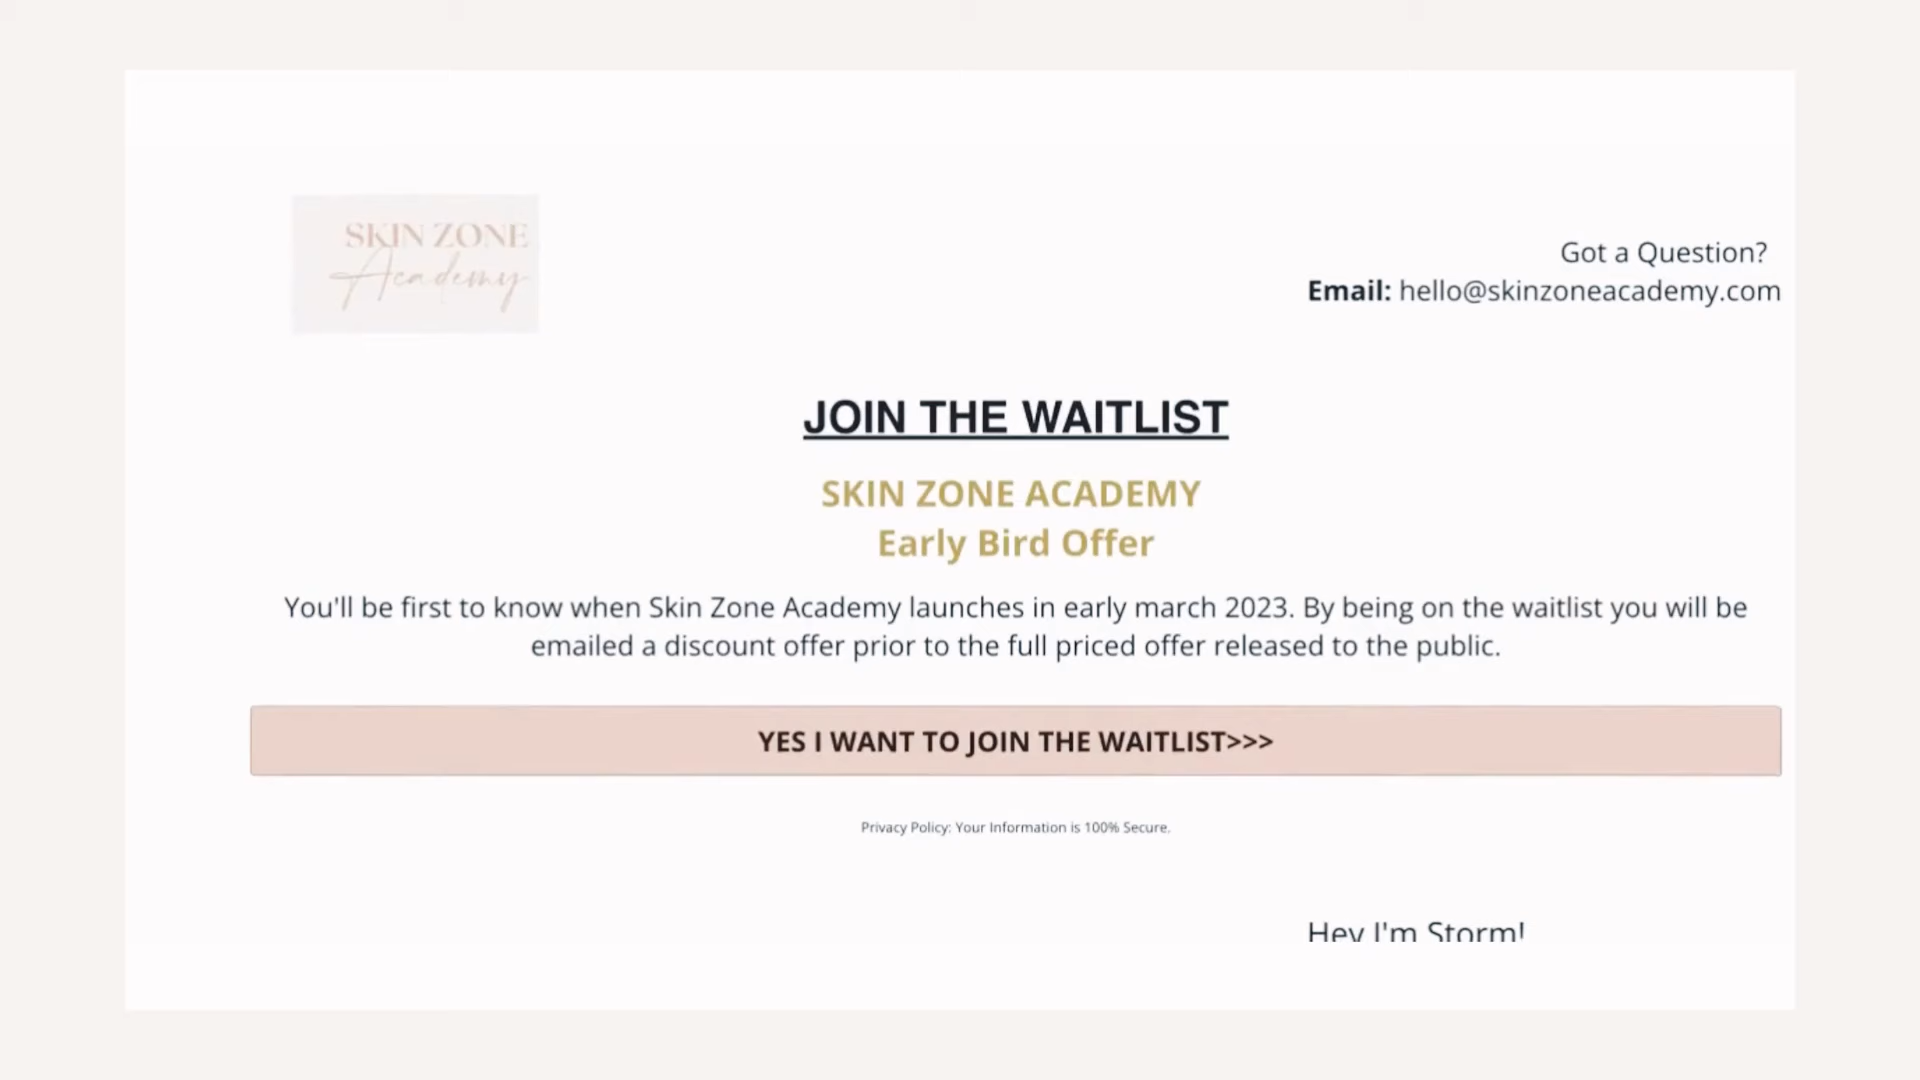 SKIN ZONE
Academy
Got a Question?
Email: hello@skinzoneacademy.com
JOIN THE WAITLIST
SKIN ZONE ACADEMY
Early Bird Offer
You'll be first to know when Skin Zone Academy launches in early march 2023. By being on the waitlist you will be
emailed a discount offer prior to the full priced offer released to the public.
YES I WANT TO JOIN THE WAITLIST>>>
Privacy Policy: Your Information is 100% Secure.
Hey I'm Storm!